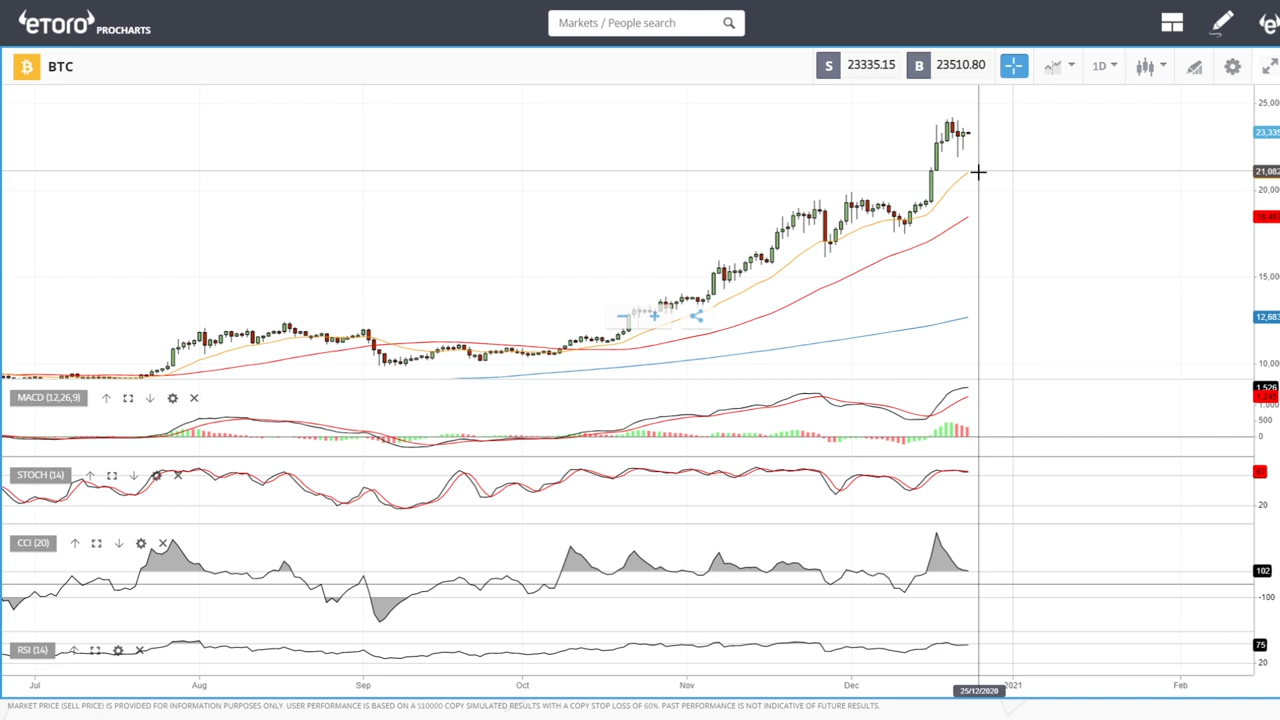 eToro PROCHARTS
Markets / People search
BTC
S 23335.15 B 23510.80
1D
25,000
23,335
21,082
20,000
15,000
12,683
10,000
MACD (12,26,9)
1,526
1,245
500
0
STOCH (14)
20
CCI (20)
102
-100
RSI (14)
75
20
Jul Aug Sep Oct Nov Dec 2021 Feb
25/12/2020
MARKET PRICE (SELL PRICE) IS PROVIDED FOR INFORMATION PURPOSES ONLY. USER PERFORMANCE IS BASED ON A $10000 COPY SIMULATED RESULTS WITH A COPY STOP LOSS OF 60%. PAST PERFORMANCE IS NOT INDICATIVE OF FUTURE RESULTS.